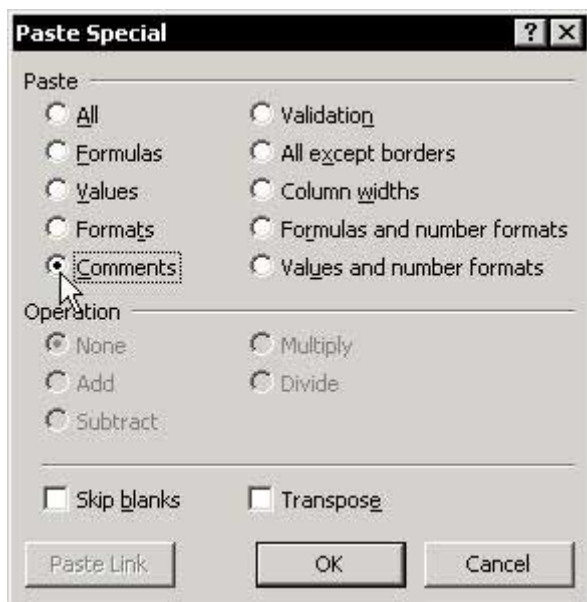 Paste Special
Paste
All
Validation
Formulas
All except borders
Values
Column widths
Formats
Formulas and number formats
Comments
Values and number formats
Operation
None
Multiply
Add
Divide
Subtract
Skip blanks
Transpose
Paste Link
OK
Cancel